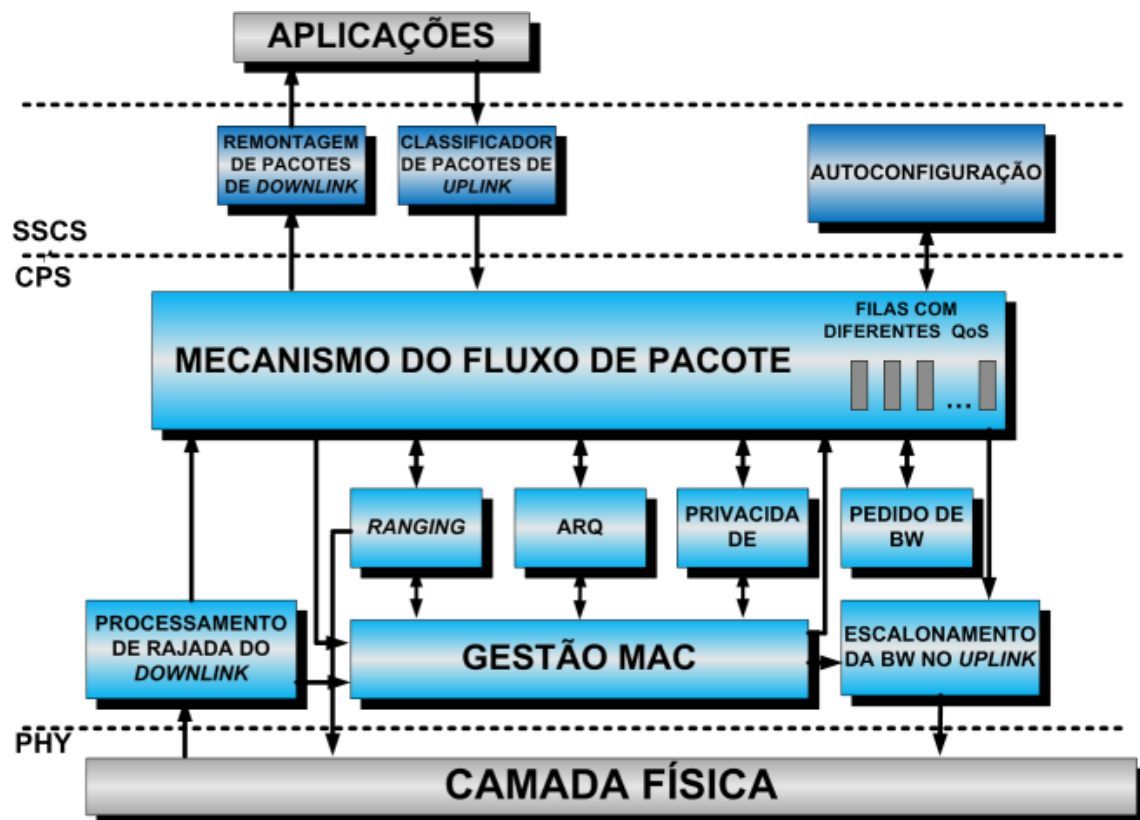 APLICAÇÕES
REMONTAGEM
DE PACOTES
DE DOWNLINK
CLASSIFICADOR
DE PACOTES DE
UPLINK
AUTOCONFIGURAÇÃO
SSCS
CPS
FILAS COM
DIFERENTES QoS
MECANISMO DO FLUXO DE PACOTE
...
RANGING
ARQ
PRIVACIDA
DE
PEDIDO DE
BW
PROCESSAMENTO
DE RAJADA DO
DOWNLINK
GESTÃO MAC
ESCALONAMENTO
DA BW NO UPLINK
PHY
CAMADA FÍSICA